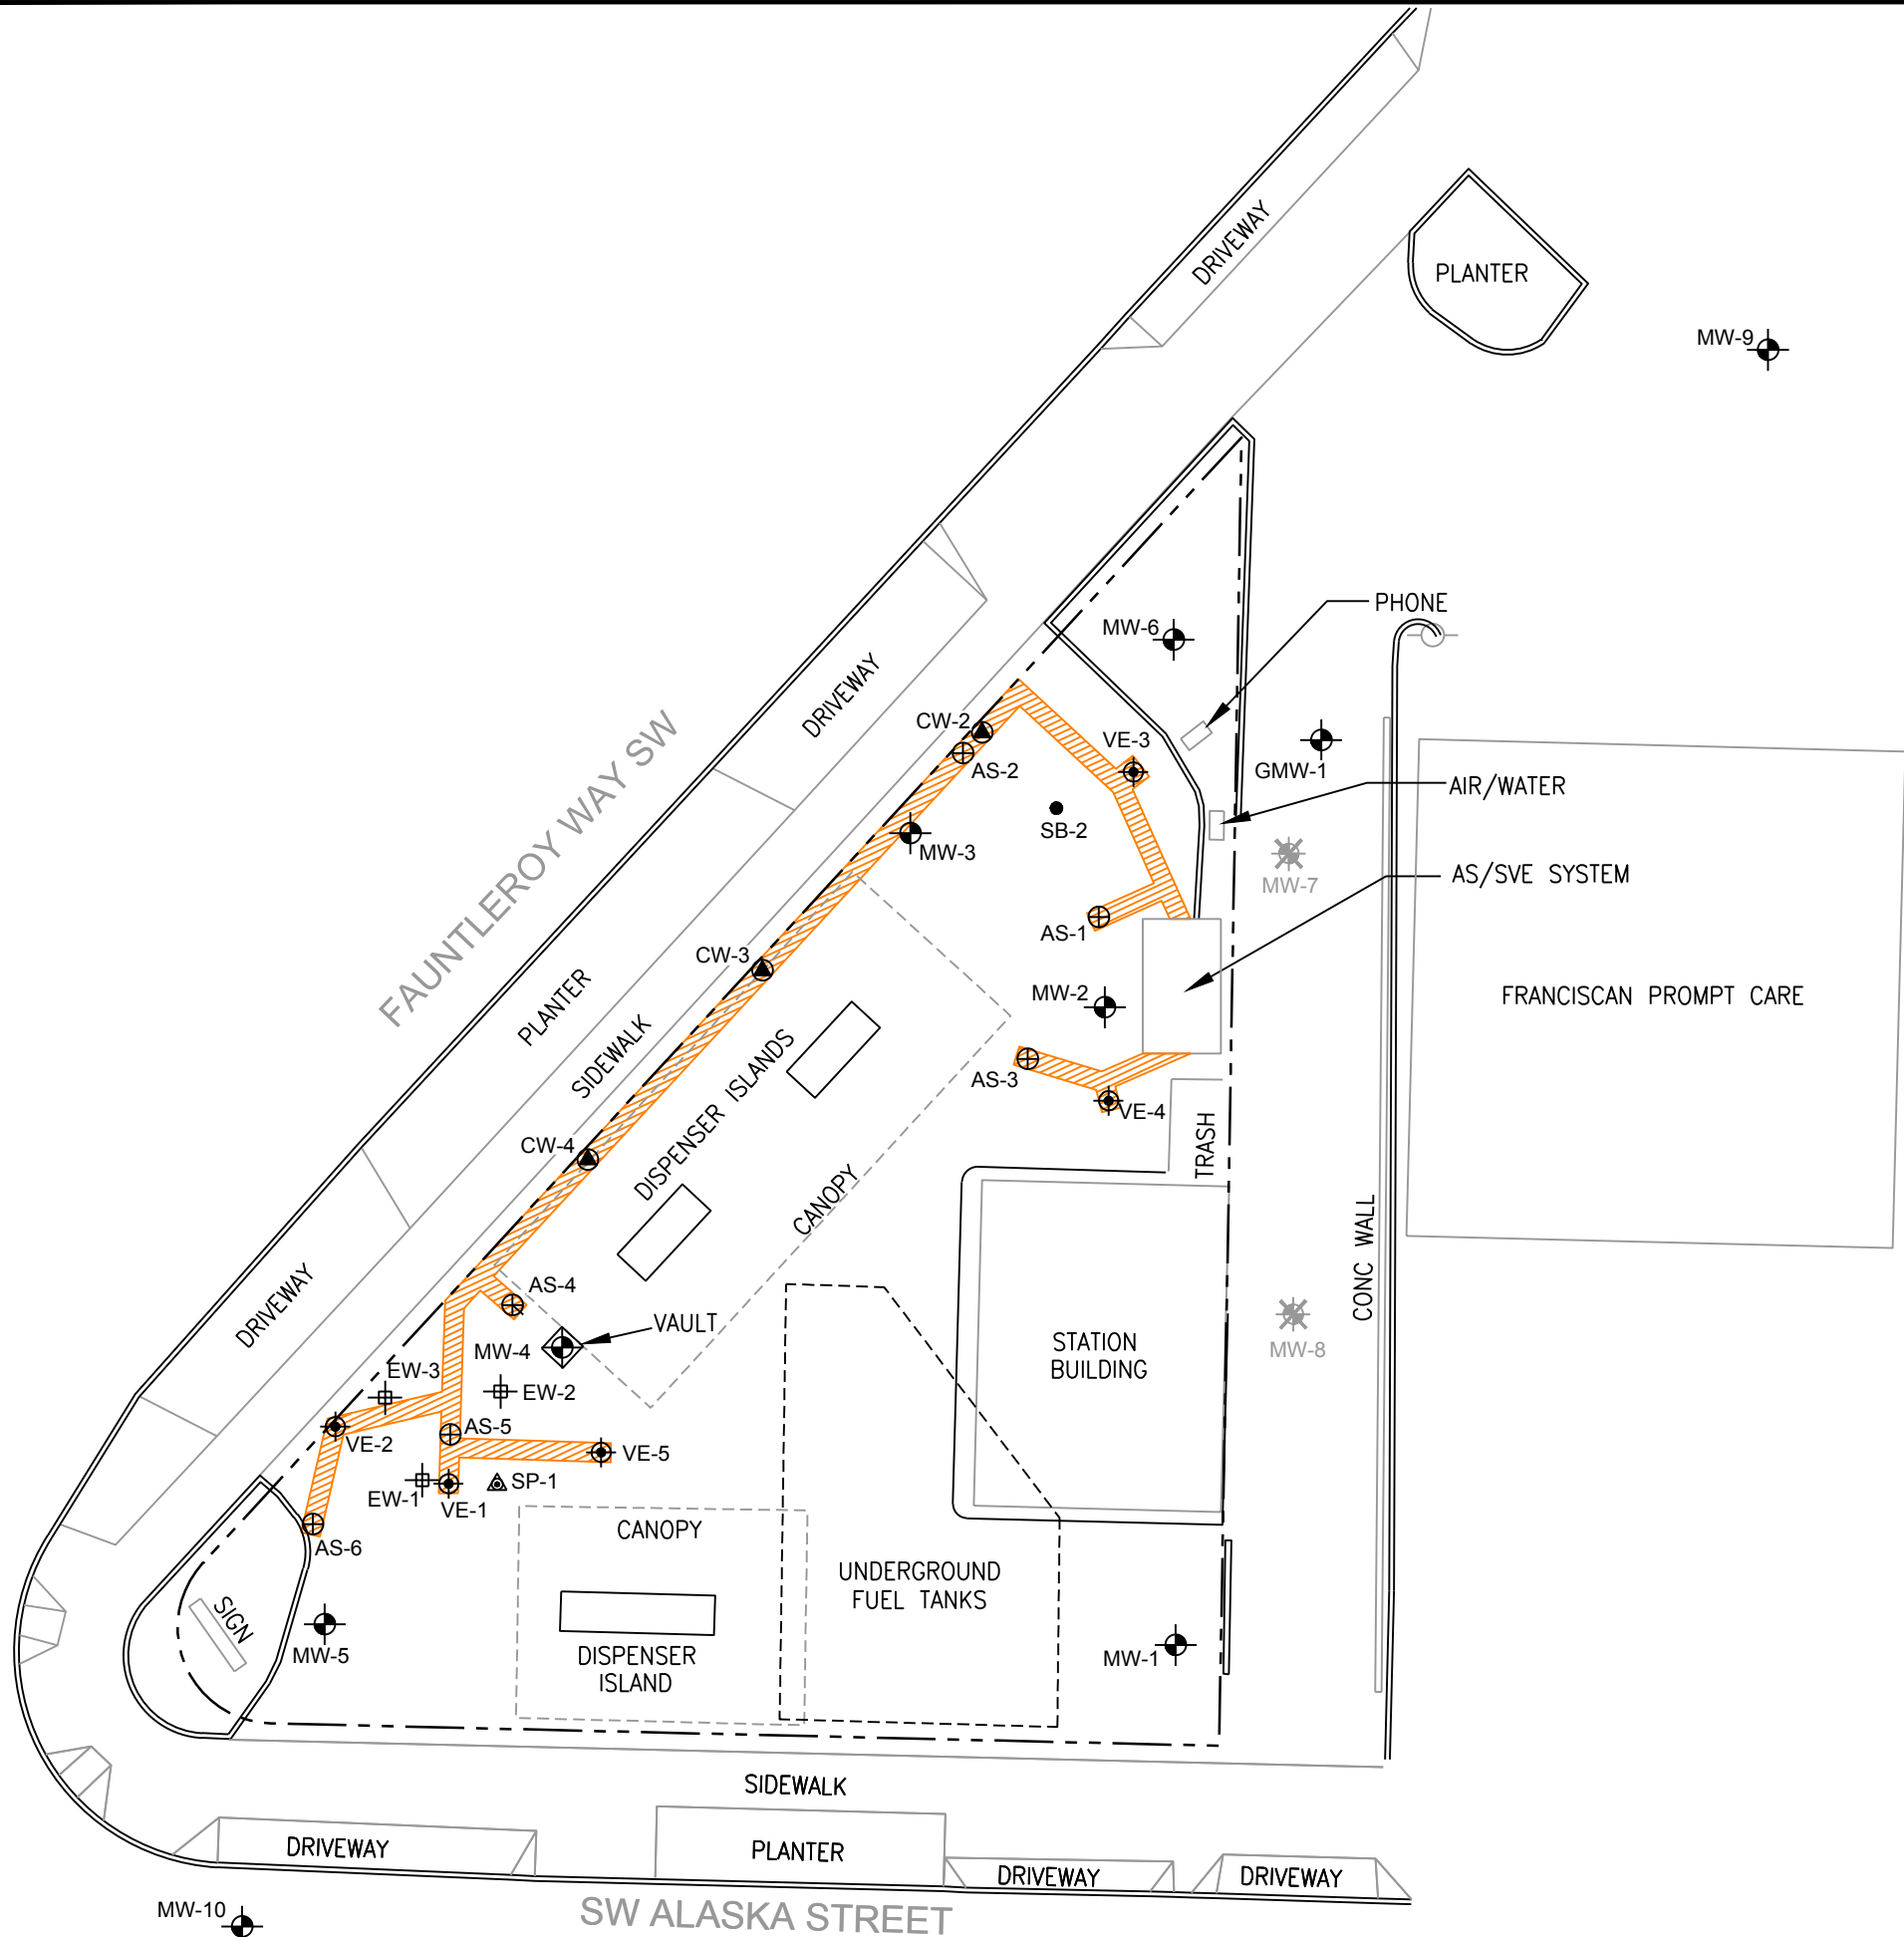 DRIVEWAY
PLANTER
MW-9
PHONE
MW-6
DRIVEWAY
CW-2
VE-3
AS-2
GMW-1
AIR/WATER
SB-2
MW-3
FAUNTLEROY WAY SW
AS/SVE SYSTEM
MW-7
AS-1
CW-3
MW-2
FRANCISCAN PROMPT CARE
PLANTER
SIDEWALK
DISPENSER ISLANDS
AS-3
VE-4
TRASH
CW-4
CANOPY
CONC WALL
DRIVEWAY
AS-4
VAULT
MW-4
STATION
BUILDING
MW-8
EW-3
EW-2
AS-5
VE-2
VE-5
SP-1
EW-1
VE-1
CANOPY
AS-6
UNDERGROUND
FUEL TANKS
SIGN
MW-5
DISPENSER
ISLAND
MW-1
SIDEWALK
DRIVEWAY
PLANTER
DRIVEWAY
DRIVEWAY
MW-10
SW ALASKA STREET